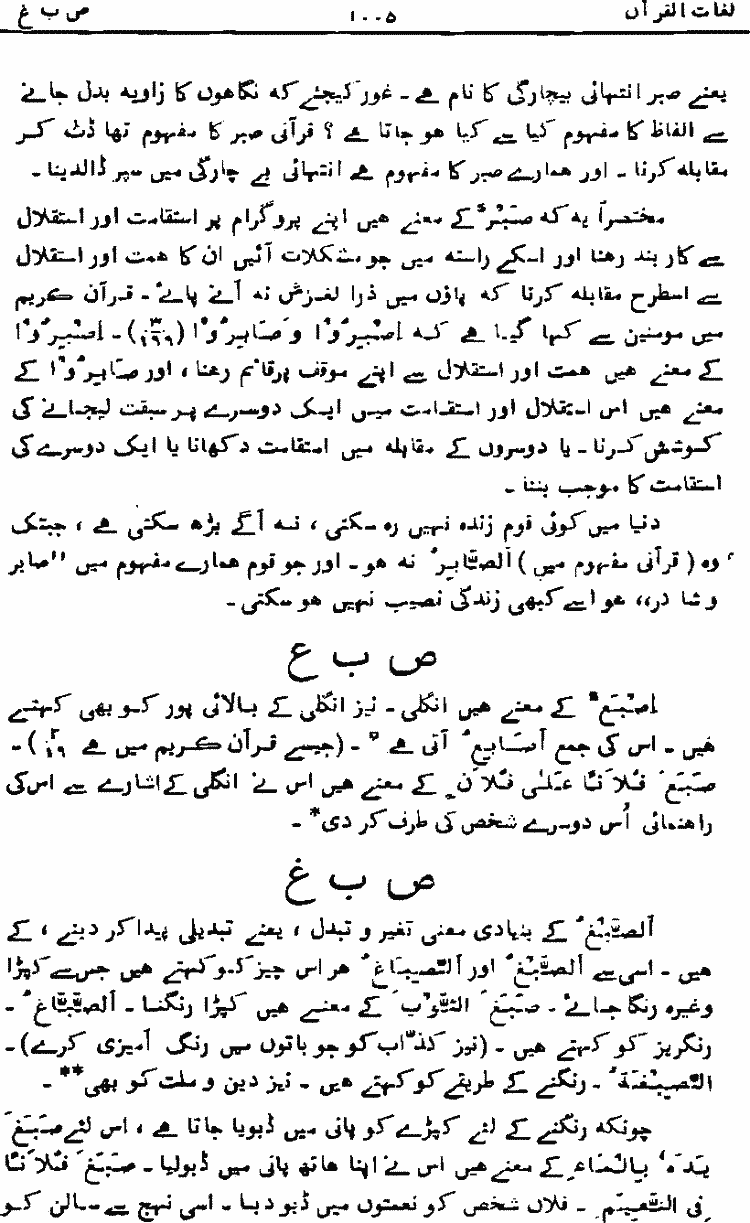 لغات القرآن ۱۰۰۵ ص ب غ
یعنے صبر انتہائی بیچارگی کا نام ہے ۔ غور کیجئے کہ نگاہوں کا زاویہ بدل جانے
سے الفاظ کا مفہوم کیا سے کیا ہو جاتا ہے ؟ قرآنی صبر کا مفہوم تھا ڈٹ کر
مقابلہ کرنا ۔ اور ہمارے صبر کا مفہوم ہے انتہائی بے چارگی میں سپر ڈالدینا ۔
مختصراً یہ کہ صَبْرٌ کے معنے ہیں اپنے پروگرام پر استقامت اور استقلال
سے کار بند رہنا اور اسکے راستہ میں جو مشکلات آئیں ان کا ہمت اور استقلال
سے اسطرح مقابلہ کرنا کہ پاؤں میں ذرا لغزش نہ آنے پائے ۔ قرآن کریم
میں مومنین سے کہا گیا ہے کہ اِصْبِرُوْا وَ صَابِرُوْا (۳/۱۹۹) ۔ اِصْبِرُوْا
کے معنے ہیں ہمت اور استقلال سے اپنے موقف پر قائم رہنا ، اور صَابِرُوْا کے
معنے ہیں اس استقلال اور استقامت میں ایک دوسرے پر سبقت لیجانے کی
کوشش کرنا ۔ یا دوسروں کے مقابلہ میں استقامت دکھانا یا ایک دوسرے کی
استقامت کا موجب بننا ۔
دنیا میں کوئی قوم زندہ نہیں رہ سکتی ، نہ آگے بڑھ سکتی ہے ، جبتک
وہ ( قرآنی مفہوم میں ) اَلصَّابِرُ نہ ہو ۔ اور جو قوم ہمارے مفہوم میں ''صابر
و شا کر،، ہو اسے کبھی زندگی نصیب نہیں ہو سکتی ۔
ص ب ع
اِصْبَعٌ کے معنے ہیں انگلی ۔ نیز انگلی کے بالائی پور کو بھی کہتے
ہیں ۔ اس کی جمع اَصَابِعُ آتی ہے * ۔ (جیسے قرآن کریم میں ہے ۲/۱۹) ۔
صَبَعَ فُلَاناً عَلٰی فُلَانٍ کے معنے ہیں اس نے انگلی کے اشارے سے اس کی
راہنمائی اُس دوسرے شخص کی طرف کر دی* ۔
ص ب غ
اَلصَّبْغُ کے بنیادی معنی تغیر و تبدل ، یعنے تبدیلی پیدا کر دینے ، کے
ہیں ۔ اسی سے اَلصِّبْغُ اور اَلصِّبَاغُ ہر اس چیز کو کہتے ہیں جس سے کپڑا
وغیرہ رنگا جائے ۔ صَبَغَ الثَّوْبَ کے معنے ہیں کپڑا رنگنا ۔ اَلصَّبَّاغُ ۔
رنگریز کو کہتے ہیں ۔ (نیز کذّاب کو جو باتوں میں رنگ آمیزی کرے) ۔
اَلصِّبْغَةُ ۔ رنگنے کے طریقے کو کہتے ہیں ۔ نیز دین و ملت کو بھی** ۔
چونکہ رنگنے کے لئے کپڑے کو پانی میں ڈبویا جاتا ہے ، اس لئے صَبَغَ
یَدَہٗ بِالْمَاءِ کے معنے ہیں اس نے اپنا ہاتھ پانی میں ڈبولیا ۔ صَبَغَ فُلَاناً
فِی النَّعِیْمِ ۔ فلاں شخص کو نعمتوں میں ڈبو دیا ۔ اسی نہج سے سالن کو